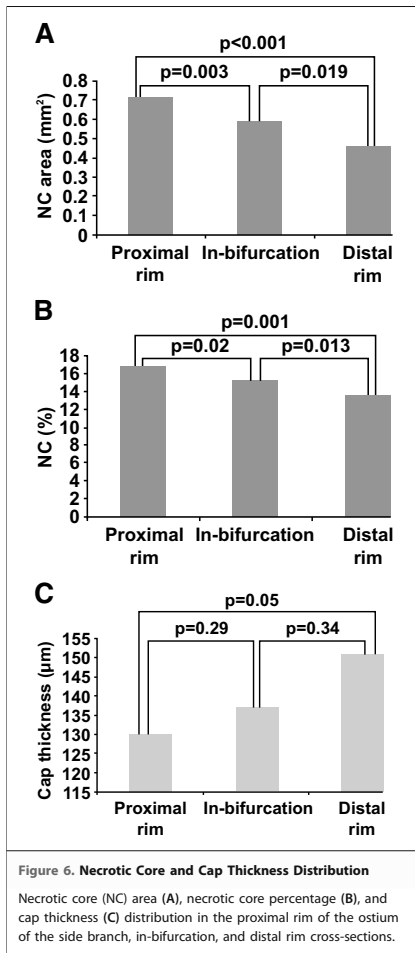 A
p<0.001
p=0.003 p=0.019
NC area (mm²)
0.8
0.7
0.6
0.5
0.4
0.3
0.2
0.1
0
Proximal rim
In-bifurcation
Distal rim
B
p=0.001
p=0.02 p=0.013
NC (%)
18
16
14
12
10
8
6
4
2
0
Proximal rim
In-bifurcation
Distal rim
C
p=0.05
p=0.29 p=0.34
Cap thickness (μm)
155
150
145
140
135
130
125
120
115
Proximal rim
In-bifurcation
Distal rim
Figure 6. Necrotic Core and Cap Thickness Distribution
Necrotic core (NC) area (A), necrotic core percentage (B), and
cap thickness (C) distribution in the proximal rim of the ostium
of the side branch, in-bifurcation, and distal rim cross-sections.